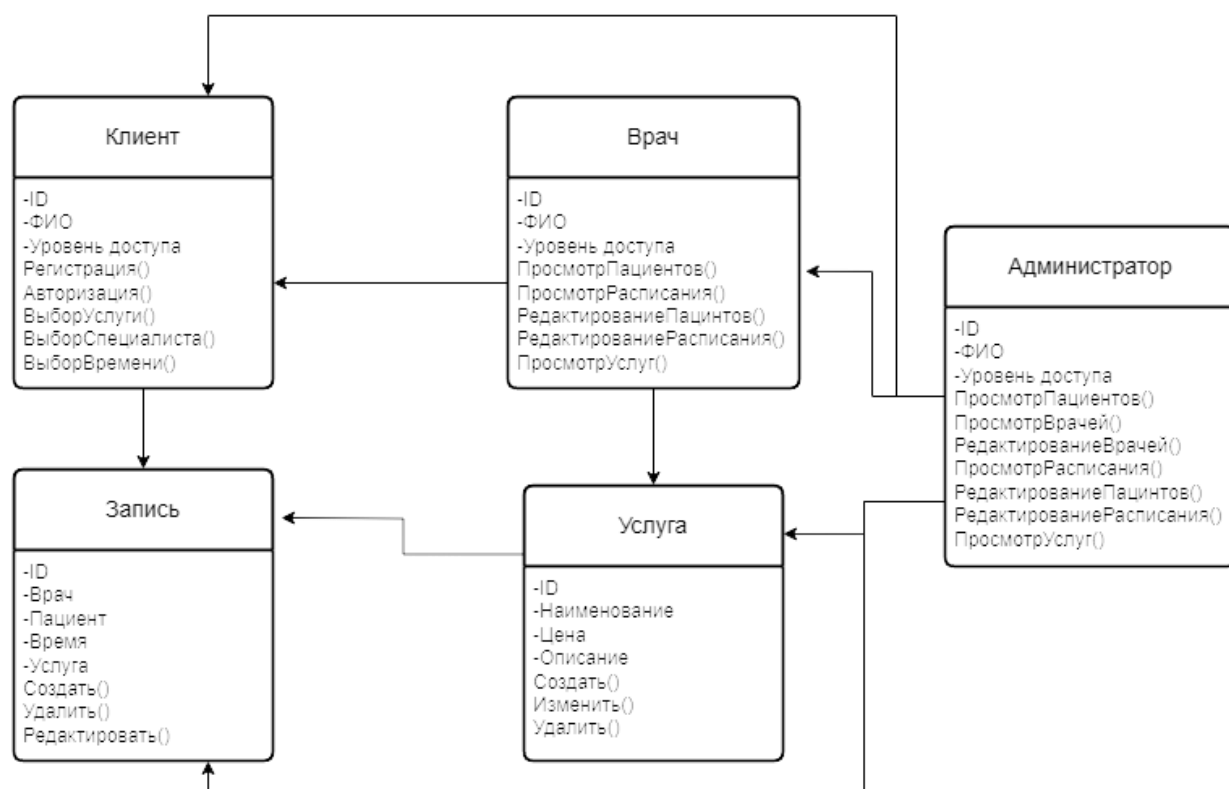 Клиент
-ID
-ФИО
-Уровень доступа
Регистрация()
Авторизация()
ВыборУслуги()
ВыборСпециалиста()
ВыборВремени()
Врач
-ID
-ФИО
-Уровень доступа
ПросмотрПациентов()
ПросмотрРасписания()
РедактированиеПацинтов()
РедактированиеРасписания()
ПросмотрУслуг()
Администратор
-ID
-ФИО
-Уровень доступа
ПросмотрПациентов()
ПросмотрВрачей()
РедактированиеВрачей()
ПросмотрРасписания()
РедактированиеПацинтов()
РедактированиеРасписания()
ПросмотрУслуг()
Запись
-ID
-Врач
-Пациент
-Время
-Услуга
Создать()
Удалить()
Редактировать()
Услуга
-ID
-Наименование
-Цена
-Описание
Создать()
Изменить()
Удалить()